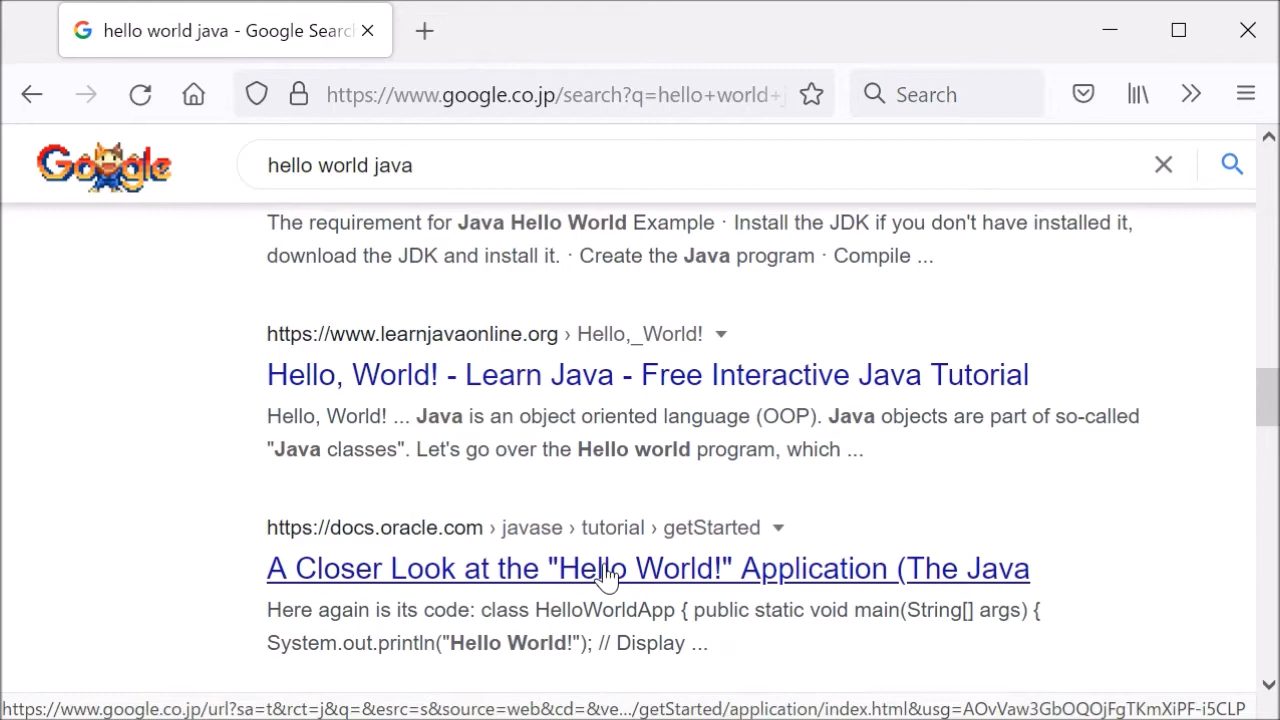 hello world java - Google Searc
https://www.google.co.jp/search?q=hello+world+j
Search
Google
hello world java
The requirement for Java Hello World Example · Install the JDK if you don't have installed it,
download the JDK and install it. · Create the Java program · Compile ...
https://www.learnjavaonline.org › Hello,_World!
Hello, World! - Learn Java - Free Interactive Java Tutorial
Hello, World! ... Java is an object oriented language (OOP). Java objects are part of so-called
"Java classes". Let's go over the Hello world program, which ...
https://docs.oracle.com › javase › tutorial › getStarted
A Closer Look at the "Hello World!" Application (The Java
Here again is its code: class HelloWorldApp { public static void main(String[] args) {
System.out.println("Hello World!"); // Display ...
https://www.google.co.jp/url?sa=t&rct=j&q=&esrc=s&source=web&cd=&ve.../getStarted/application/index.html&usg=AOvVaw3GbOQOjFgTKmXiPF-i5CLP